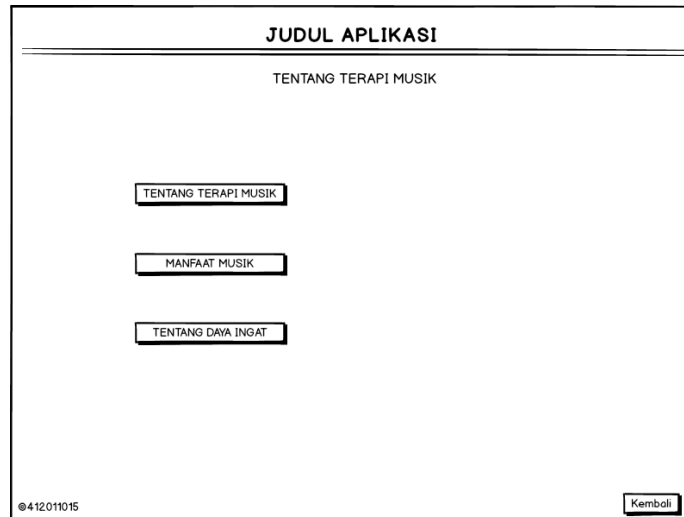 JUDUL APLIKASI
TENTANG TERAPI MUSIK
TENTANG TERAPI MUSIK
MANFAAT MUSIK
TENTANG DAYA INGAT
©412011015
Kembali